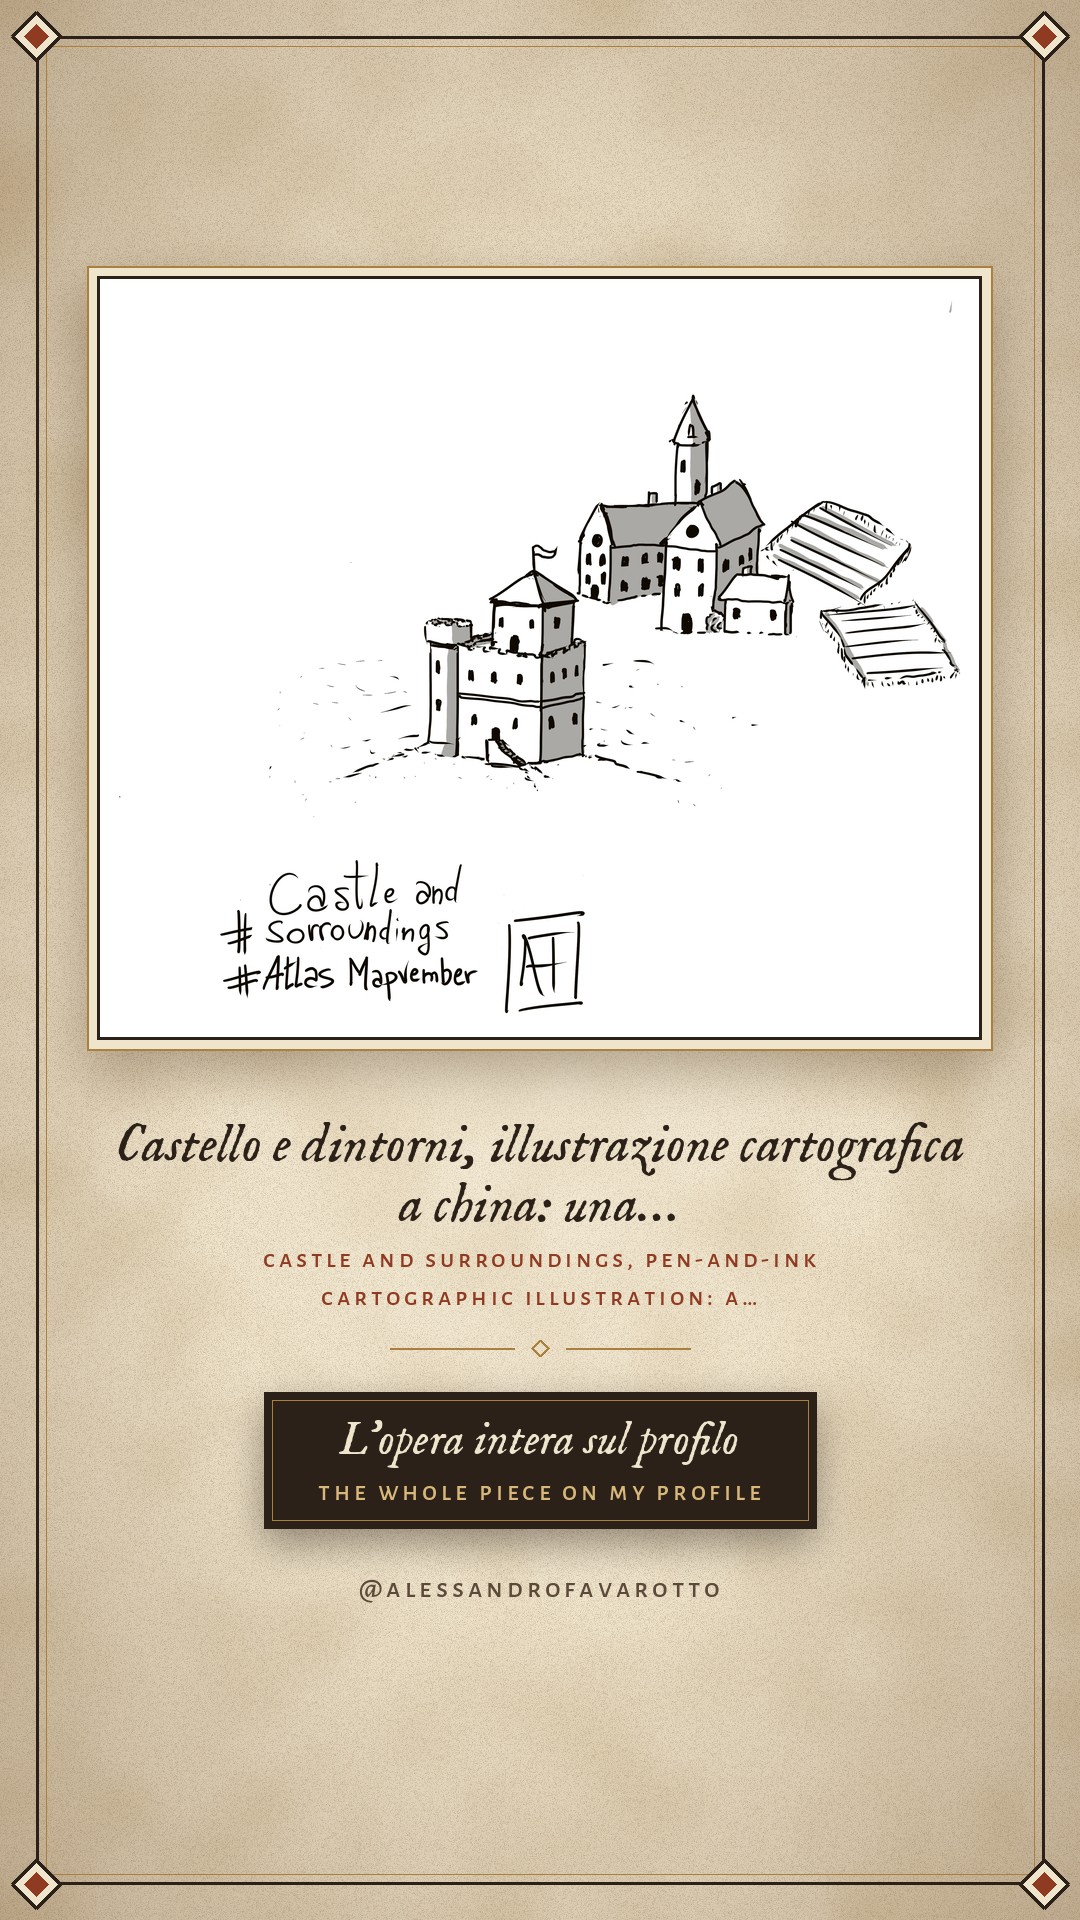 Castle and
# Sorroundings
#Atlas Mapvember
AF
Castello e dintorni, illustrazione cartografica
a china: una...
CASTLE AND SURROUNDINGS, PEN-AND-INK
CARTOGRAPHIC ILLUSTRATION: A...
L'opera intera sul profilo
THE WHOLE PIECE ON MY PROFILE
@ALESSANDROFAVAROTTO